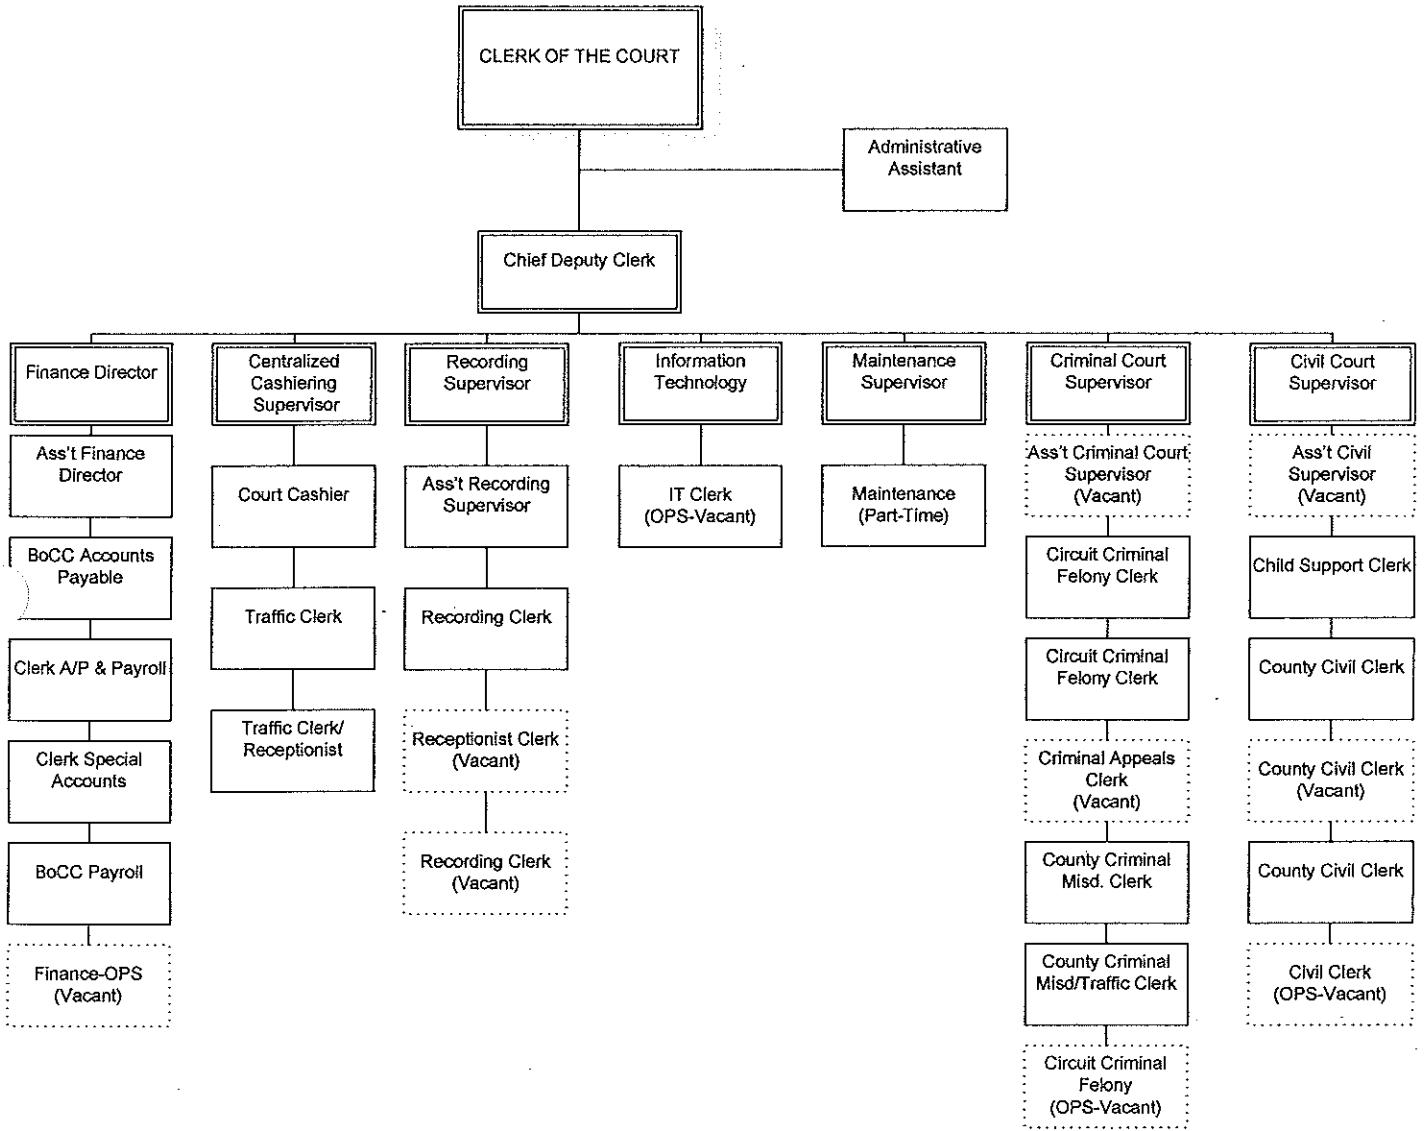 CLERK OF THE COURT
Administrative
Assistant
Chief Deputy Clerk
Finance Director
Ass't Finance
Director
BoCC Accounts
Payable
Clerk A/P & Payroll
Clerk Special
Accounts
BoCC Payroll
Finance-OPS
(Vacant)
Centralized
Cashiering
Supervisor
Court Cashier
Traffic Clerk
Traffic Clerk/
Receptionist
Recording
Supervisor
Ass't Recording
Supervisor
Recording Clerk
Receptionist Clerk
(Vacant)
Recording Clerk
(Vacant)
Information
Technology
IT Clerk
(OPS-Vacant)
Maintenance
Supervisor
Maintenance
(Part-Time)
Criminal Court
Supervisor
Ass't Criminal Court
Supervisor
(Vacant)
Circuit Criminal
Felony Clerk
Circuit Criminal
Felony Clerk
Criminal Appeals
Clerk
(Vacant)
County Criminal
Misd. Clerk
County Criminal
Misd/Traffic Clerk
Circuit Criminal
Felony
(OPS-Vacant)
Civil Court
Supervisor
Ass't Civil
Supervisor
(Vacant)
Child Support Clerk
County Civil Clerk
County Civil Clerk
(Vacant)
County Civil Clerk
Civil Clerk
(OPS-Vacant)